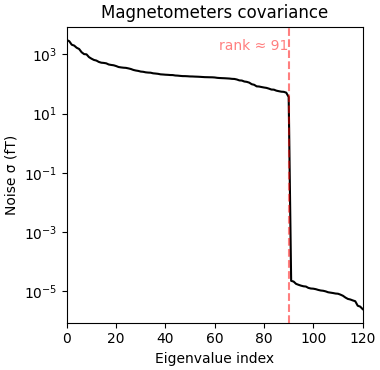 Magnetometers covariance
rank ≈ 91
Noise σ (fT)
10³
10¹
10⁻¹
10⁻³
10⁻⁵
0 20 40 60 80 100 120
Eigenvalue index